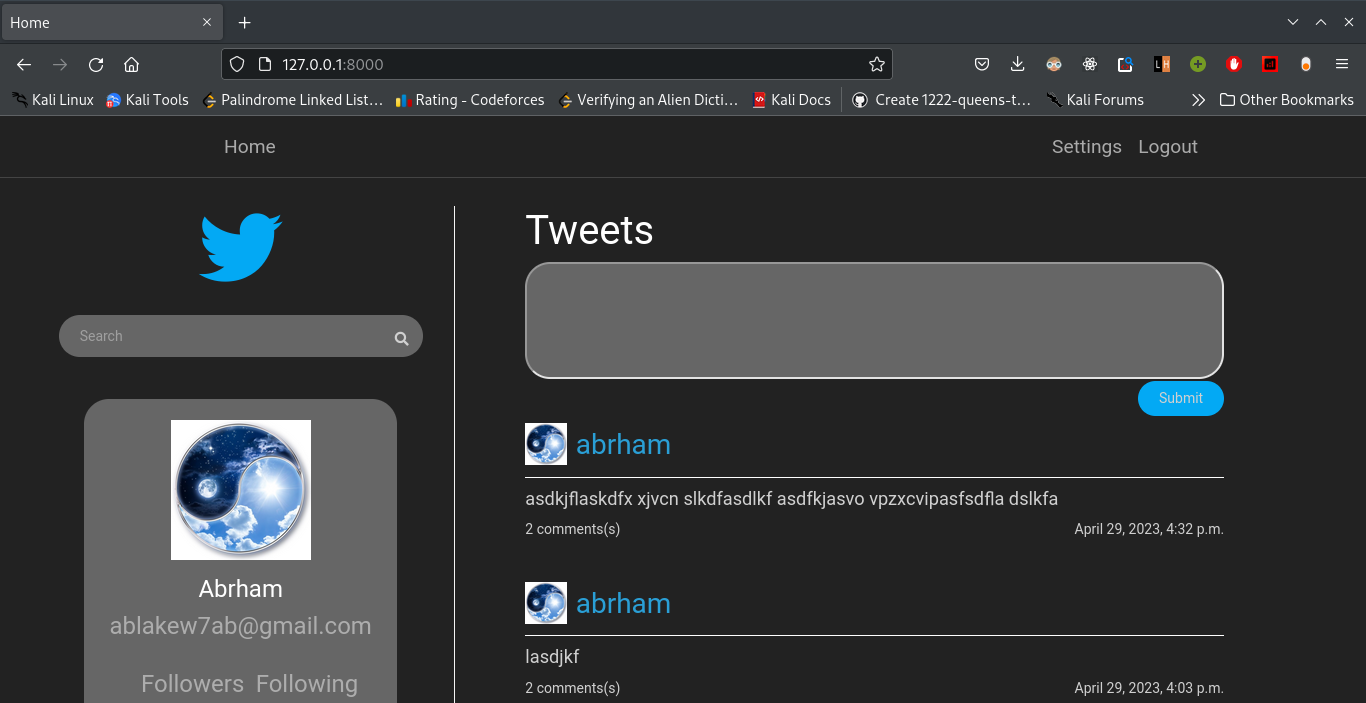 Home
127.0.0.1:8000
Kali Linux Kali Tools Palindrome Linked List… Rating - Codeforces Verifying an Alien Dicti… Kali Docs Create 1222-queens-t… Kali Forums Other Bookmarks
Home Settings Logout
Tweets
Search
Submit
abrham
asdkjflaskdfx xjvcn slkdfasdlkf asdfkjasvo vpzxcvipasfsdfla dslkfa
2 comments(s) April 29, 2023, 4:32 p.m.
Abrham
ablakew7ab@gmail.com
Followers Following
abrham
lasdjkf
2 comments(s) April 29, 2023, 4:03 p.m.